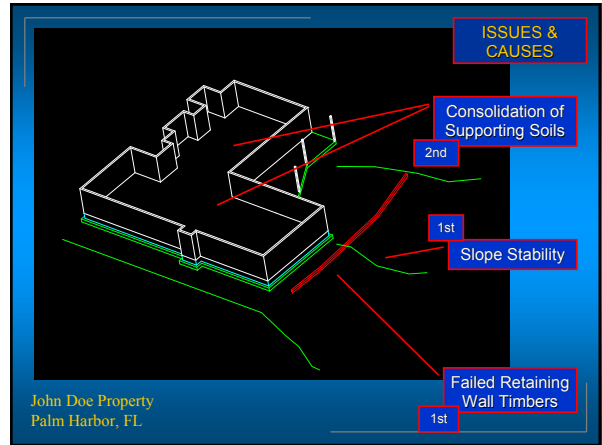 ISSUES &
CAUSES
Consolidation of
Supporting Soils
2nd
1st
Slope Stability
Failed Retaining
Wall Timbers
1st
John Doe Property
Palm Harbor, FL